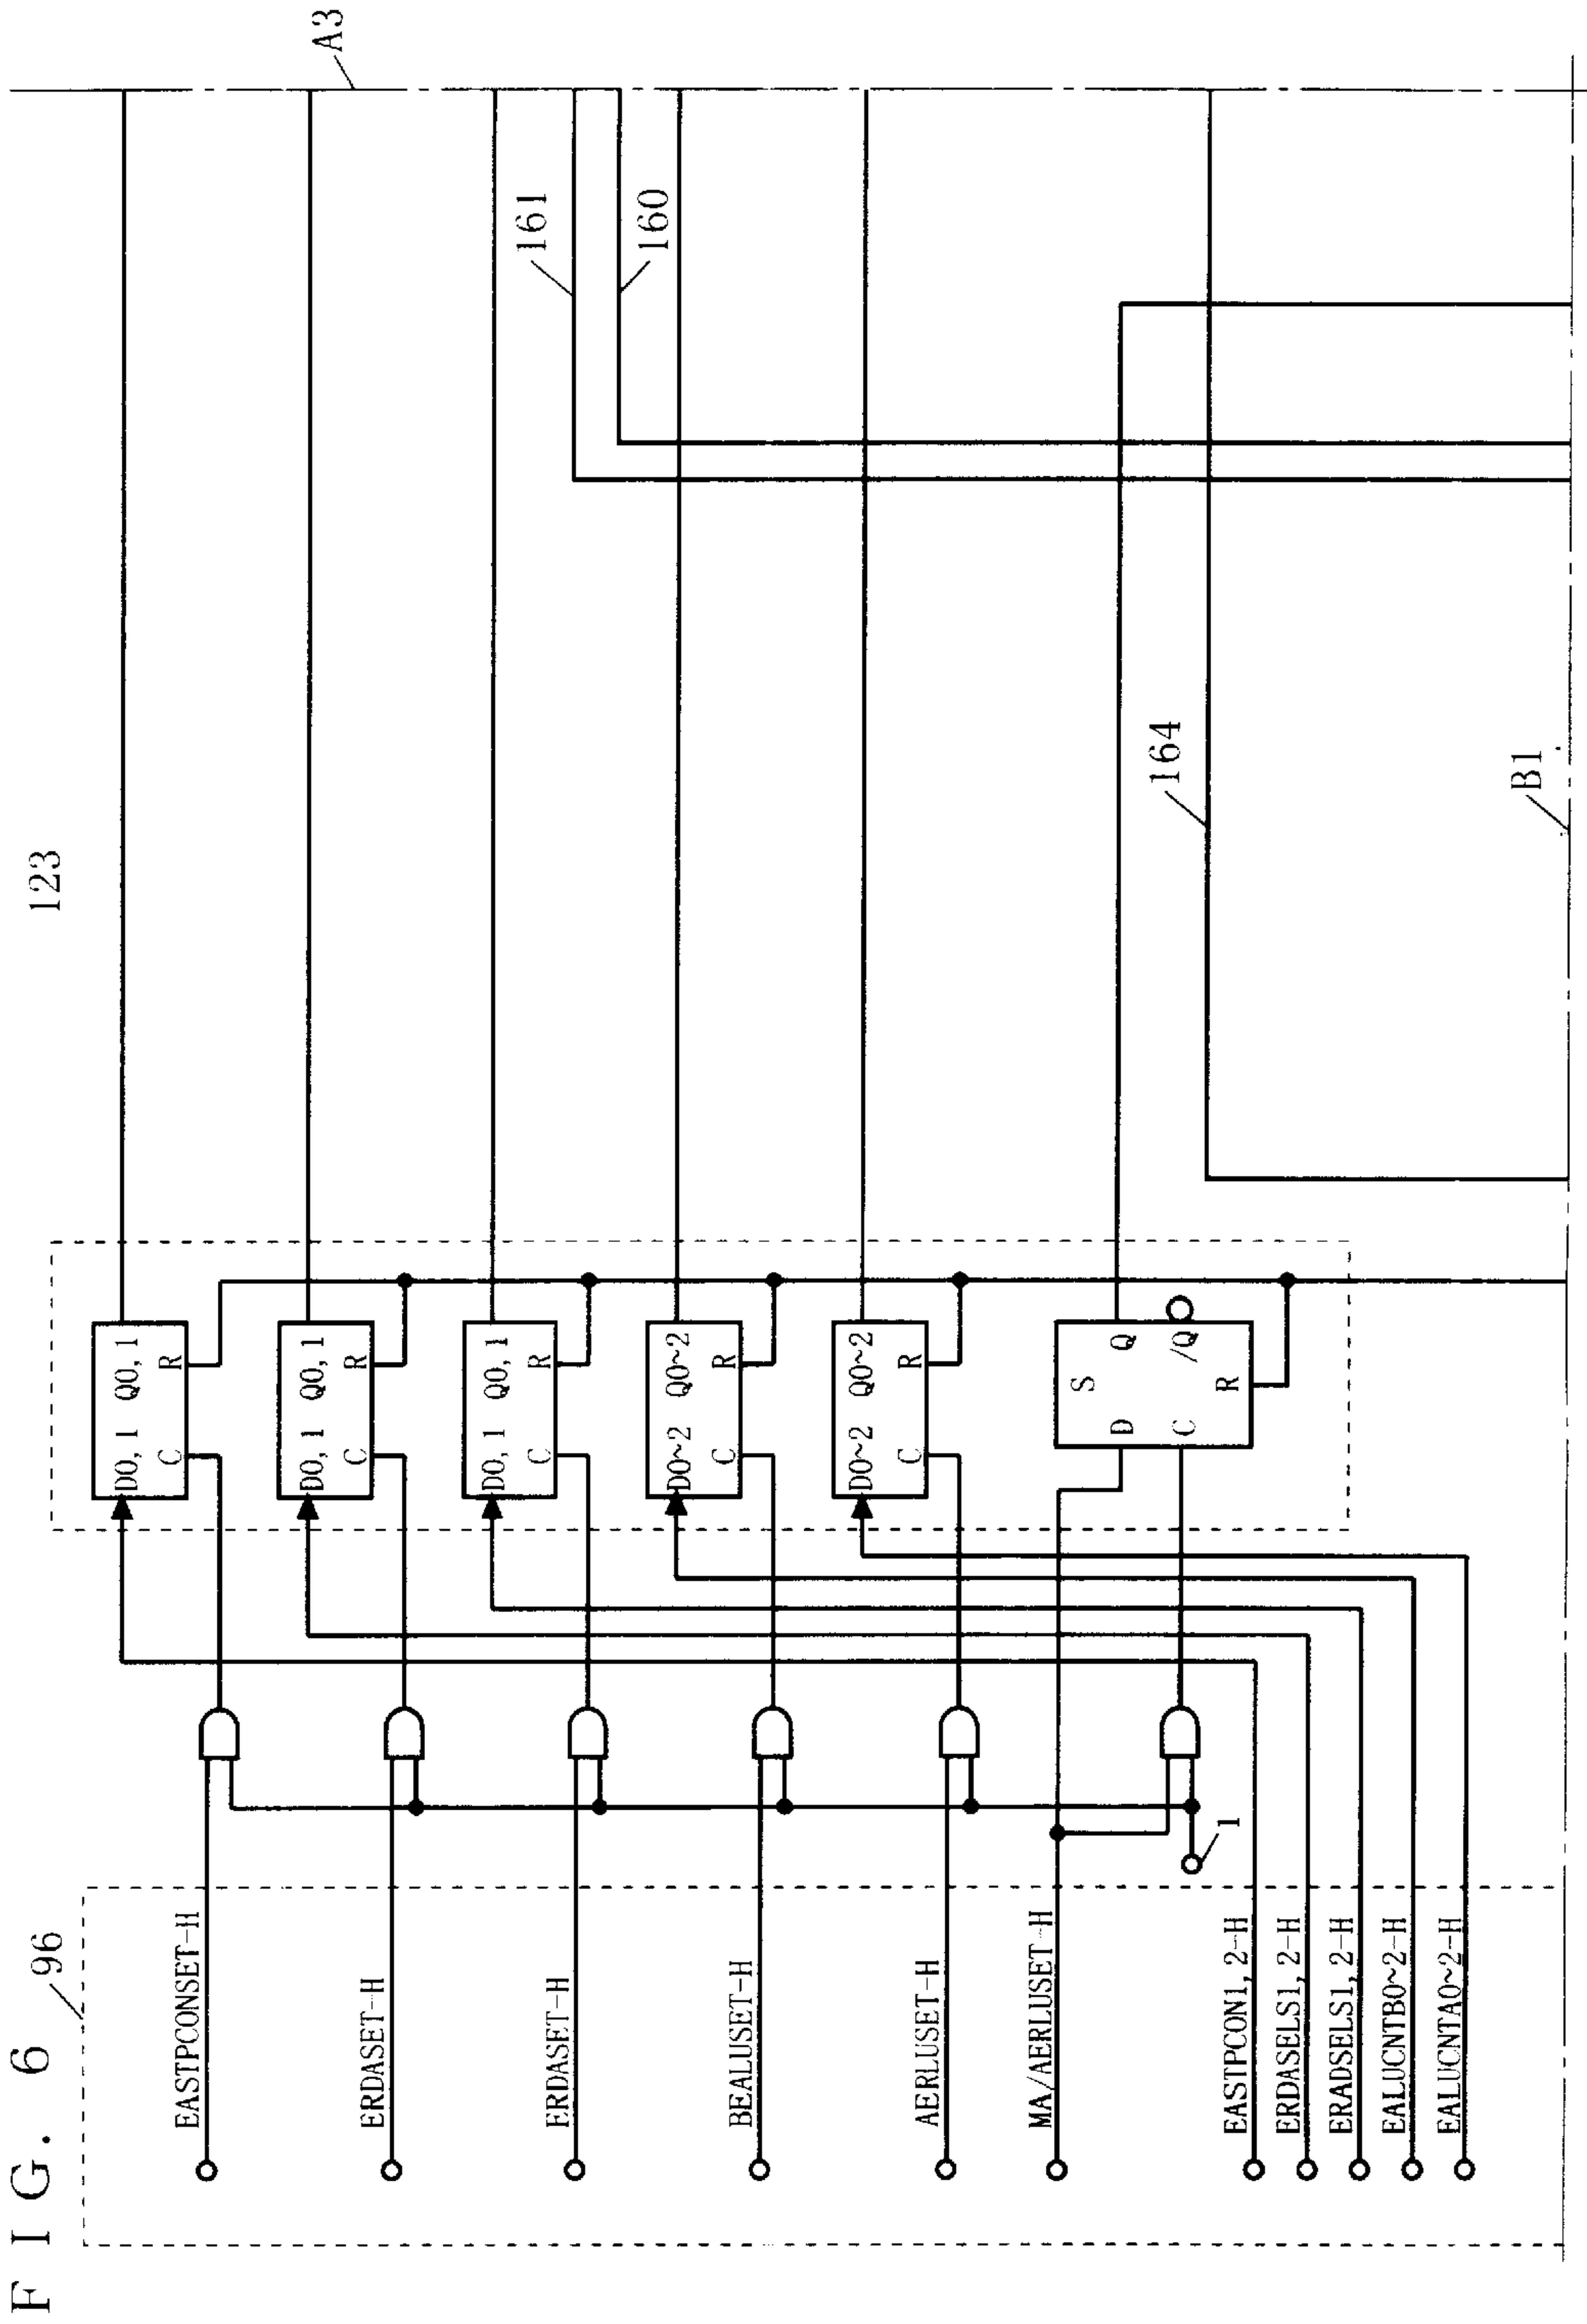 FIG. 6
96
123
A3
EASTPCONSET-H
D0,1 Q0,1
C R
ERDASET-H
D0,1 Q0,1
C R
ERDASET-H
D0,1 Q0,1
C R
161
160
BEALUSET-H
D0~2 Q0~2
C R
AERLUSET-H
D0~2 Q0~2
C R
MA/AERLUSET-H
S
D Q
C /Q
R
1
164
EASTPCON1,2-H
ERDASELS1,2-H
ERADSELS1,2-H
EALUCNTB0~2-H
EALUCNTA0~2-H
B1